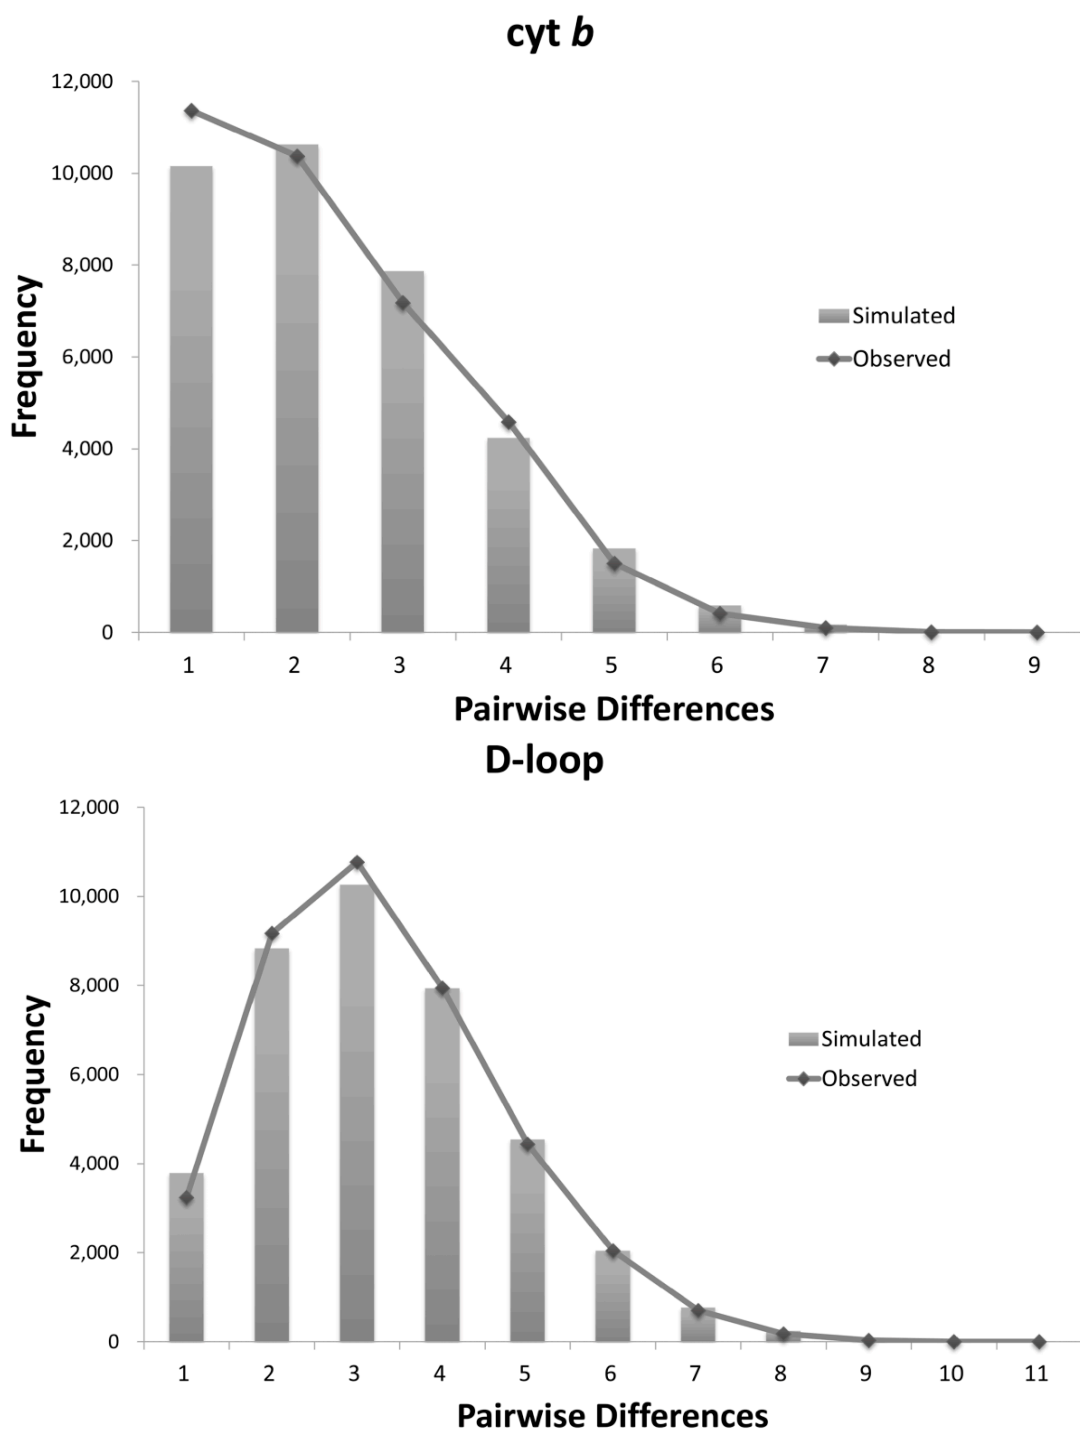 cyt b
12,000
10,000
8,000
6,000
4,000
2,000
0
Frequency
Simulated
Observed
1 2 3 4 5 6 7 8 9
Pairwise Differences
D-loop
12,000
10,000
8,000
6,000
4,000
2,000
0
Frequency
Simulated
Observed
1 2 3 4 5 6 7 8 9 10 11
Pairwise Differences